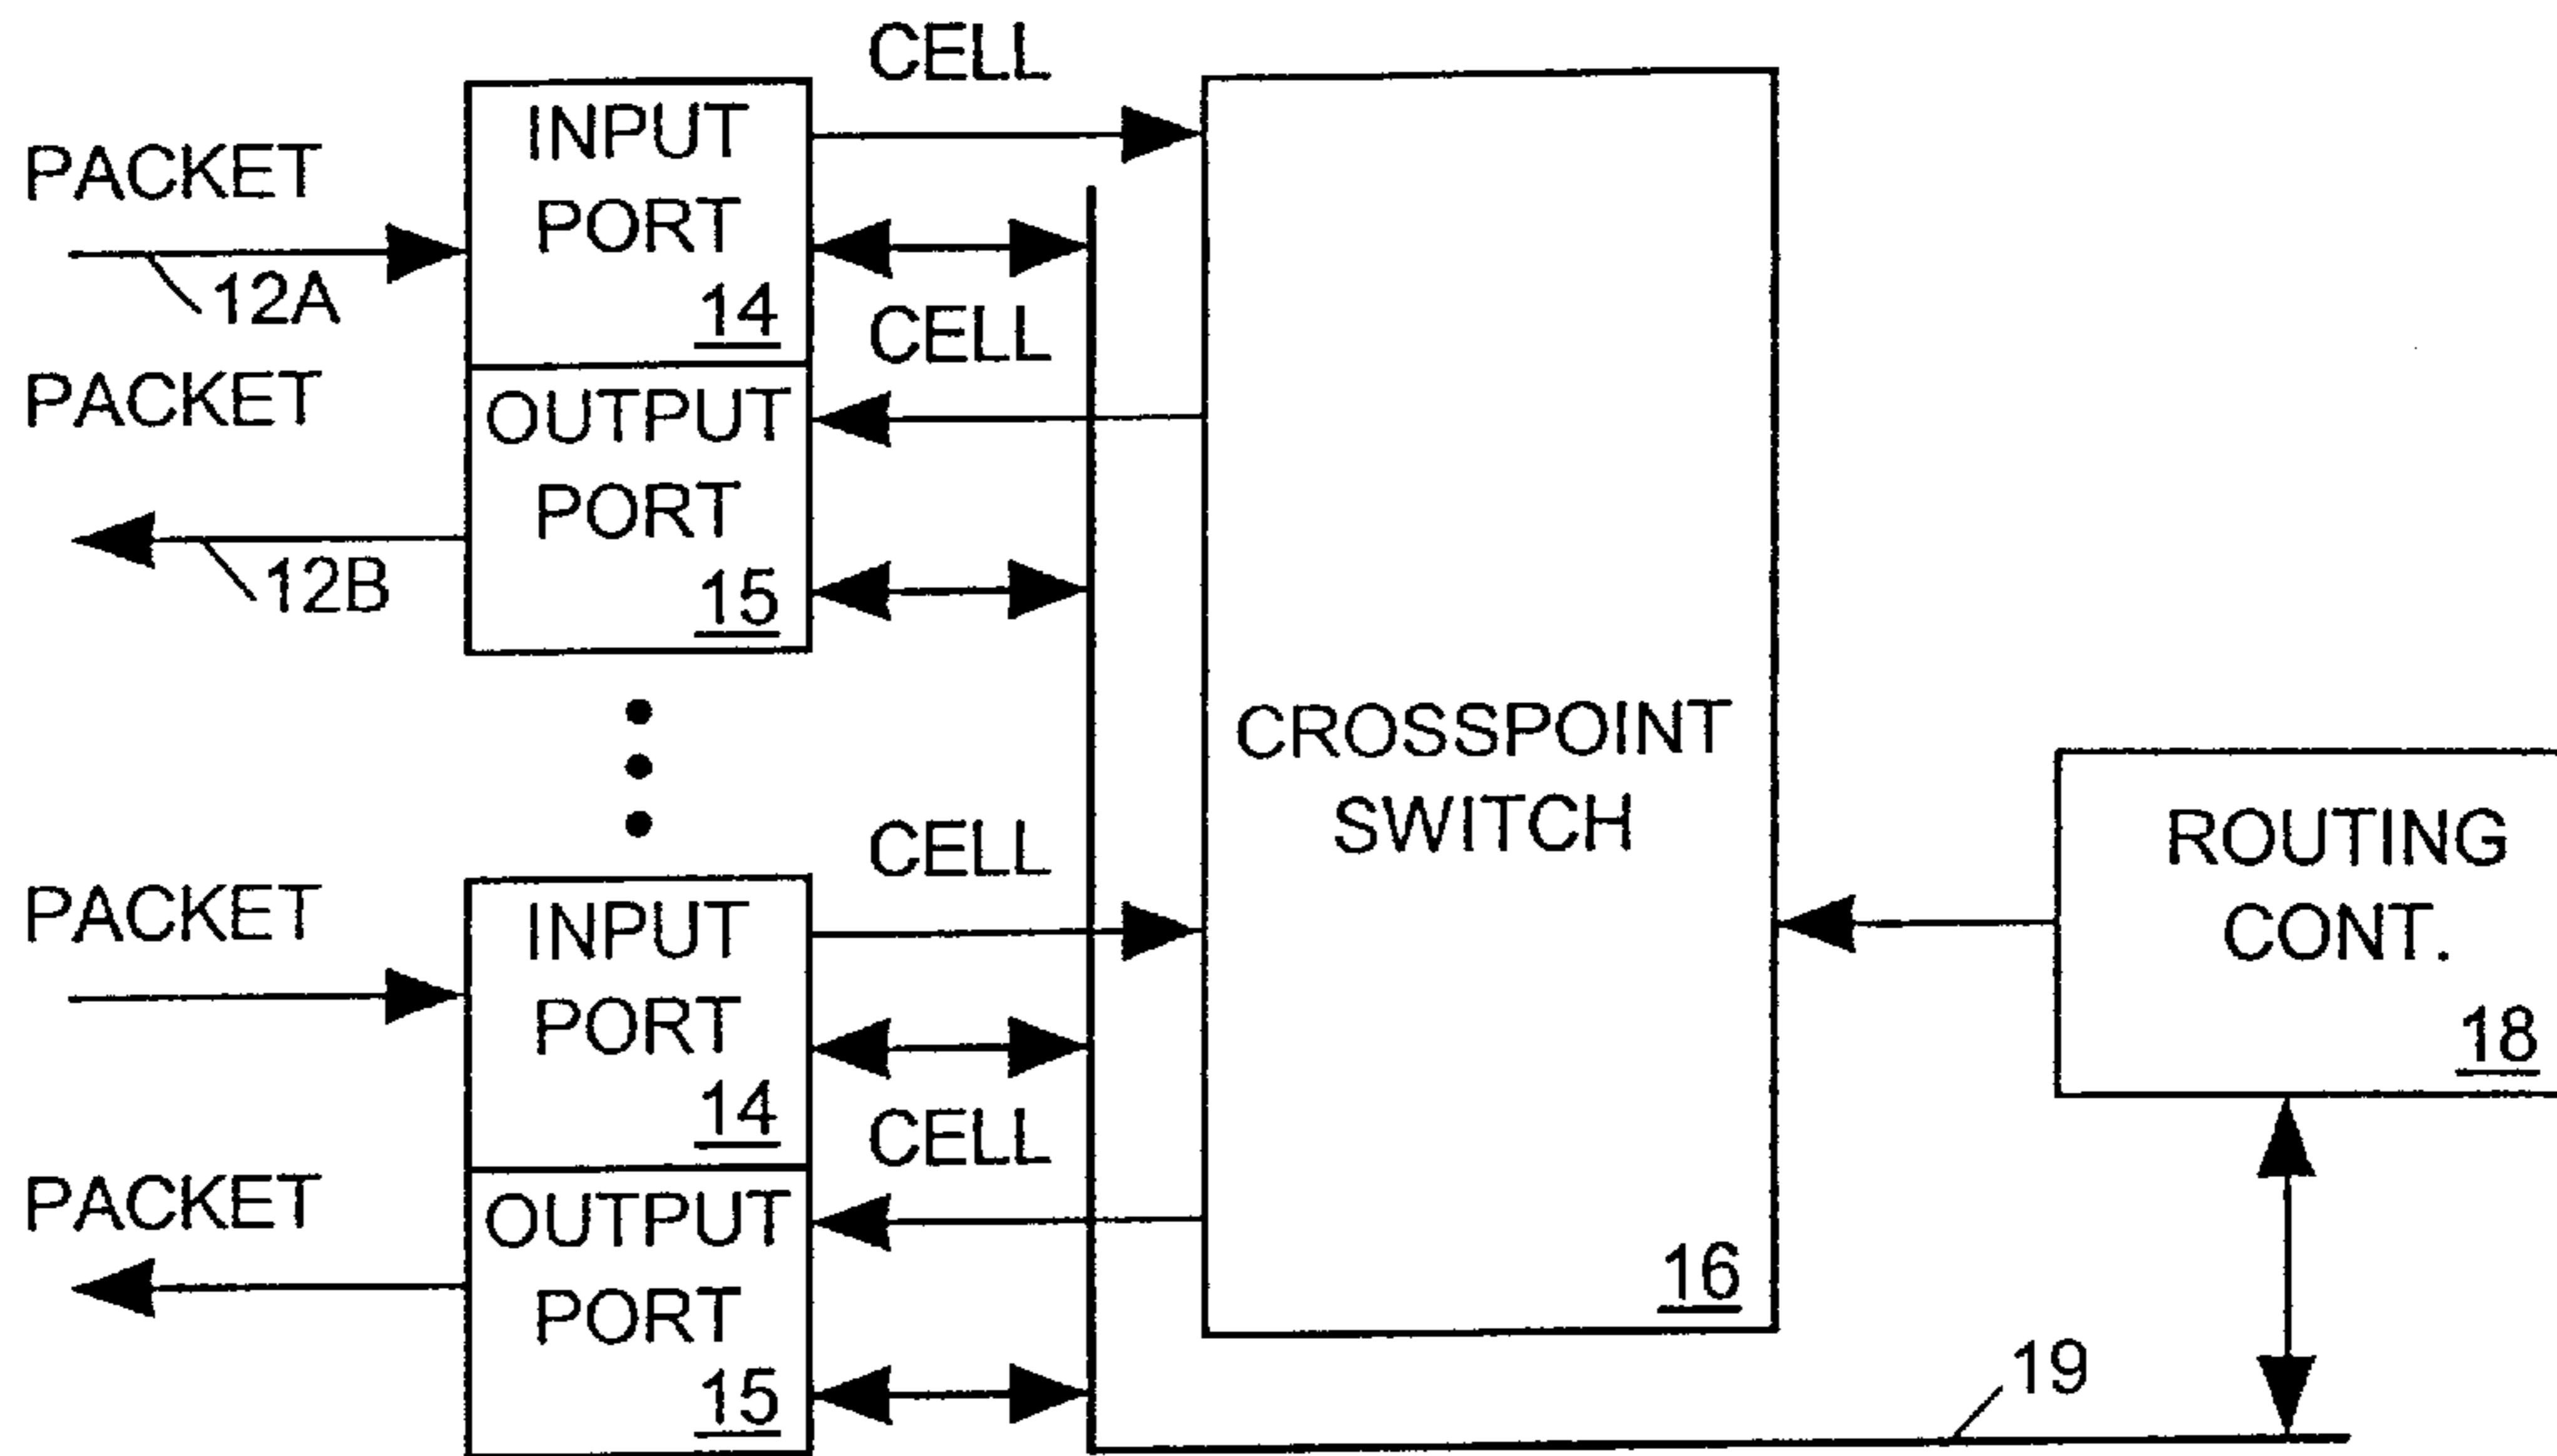 CELL
PACKET
INPUT
PORT
14
12A
CELL
PACKET
OUTPUT
PORT
15
12B
CROSSPOINT
SWITCH
16
CELL
PACKET
INPUT
PORT
14
CELL
PACKET
OUTPUT
PORT
15
ROUTING
CONT.
18
19